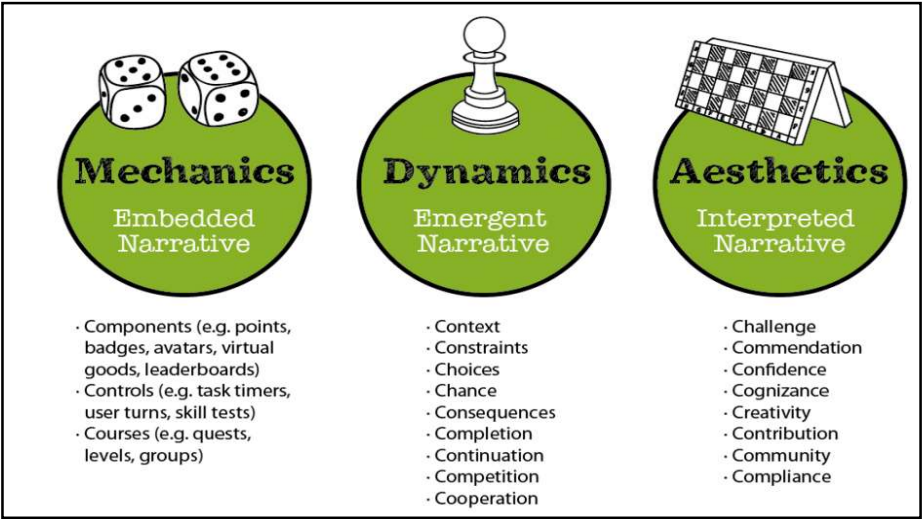 Mechanics
Embedded
Narrative
· Components (e.g. points,
badges, avatars, virtual
goods, leaderboards)
· Controls (e.g. task timers,
user turns, skill tests)
· Courses (e.g. quests,
levels, groups)
Dynamics
Emergent
Narrative
· Context
· Constraints
· Choices
· Chance
· Consequences
· Completion
· Continuation
· Competition
· Cooperation
Aesthetics
Interpreted
Narrative
· Challenge
· Commendation
· Confidence
· Cognizance
· Creativity
· Contribution
· Community
· Compliance